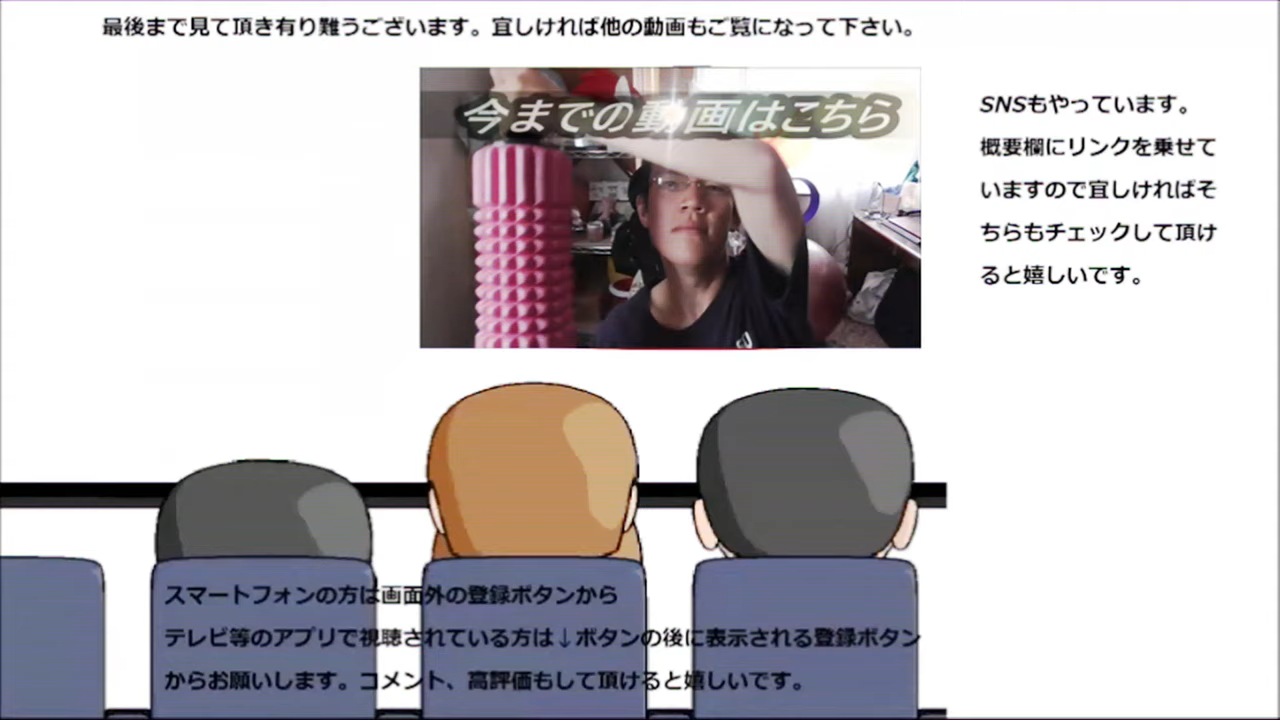 最後まで見て頂き有り難うございます。宜しければ他の動画もご覧になって下さい。
今までの動画はこちら
SNSもやっています。
概要欄にリンクを乗せて
いますので宜しければそ
ちらもチェックして頂け
ると嬉しいです。
スマートフォンの方は画面外の登録ボタンから
テレビ等のアプリで視聴されている方は↓ボタンの後に表示される登録ボタン
からお願いします。コメント、高評価もして頂けると嬉しいです。